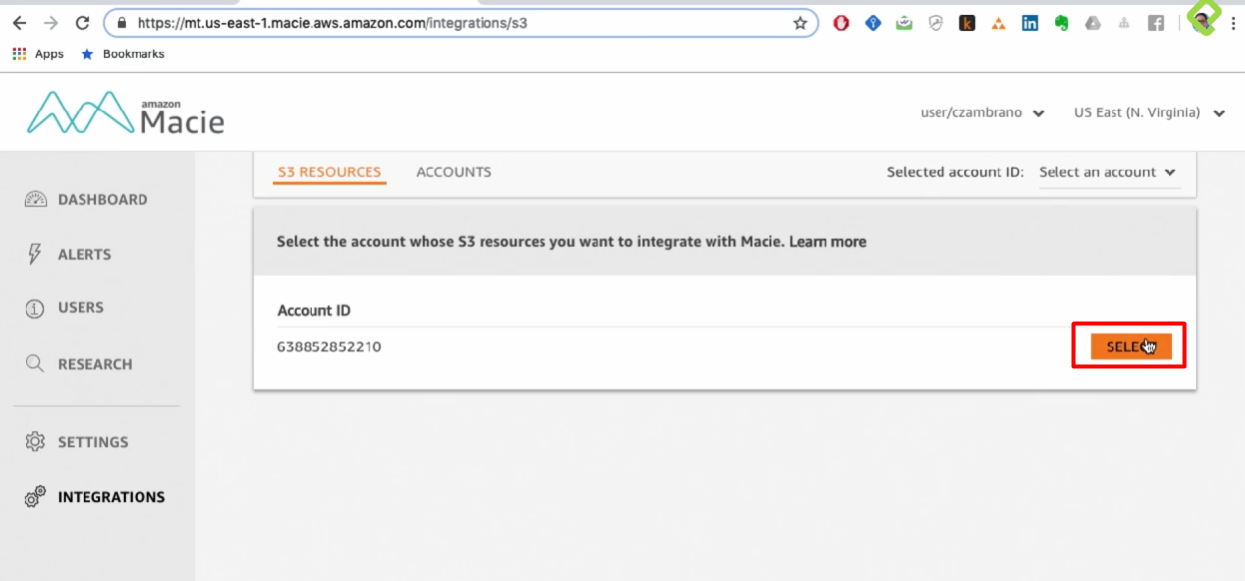 https://mt.us-east-1.macie.aws.amazon.com/integrations/s3
Apps Bookmarks
amazon
Macie
user/czambrano US East (N. Virginia)
S3 RESOURCES ACCOUNTS Selected account ID: Select an account
DASHBOARD
ALERTS
USERS
RESEARCH
SETTINGS
INTEGRATIONS
Select the account whose S3 resources you want to integrate with Macie. Learn more
Account ID
638852852210